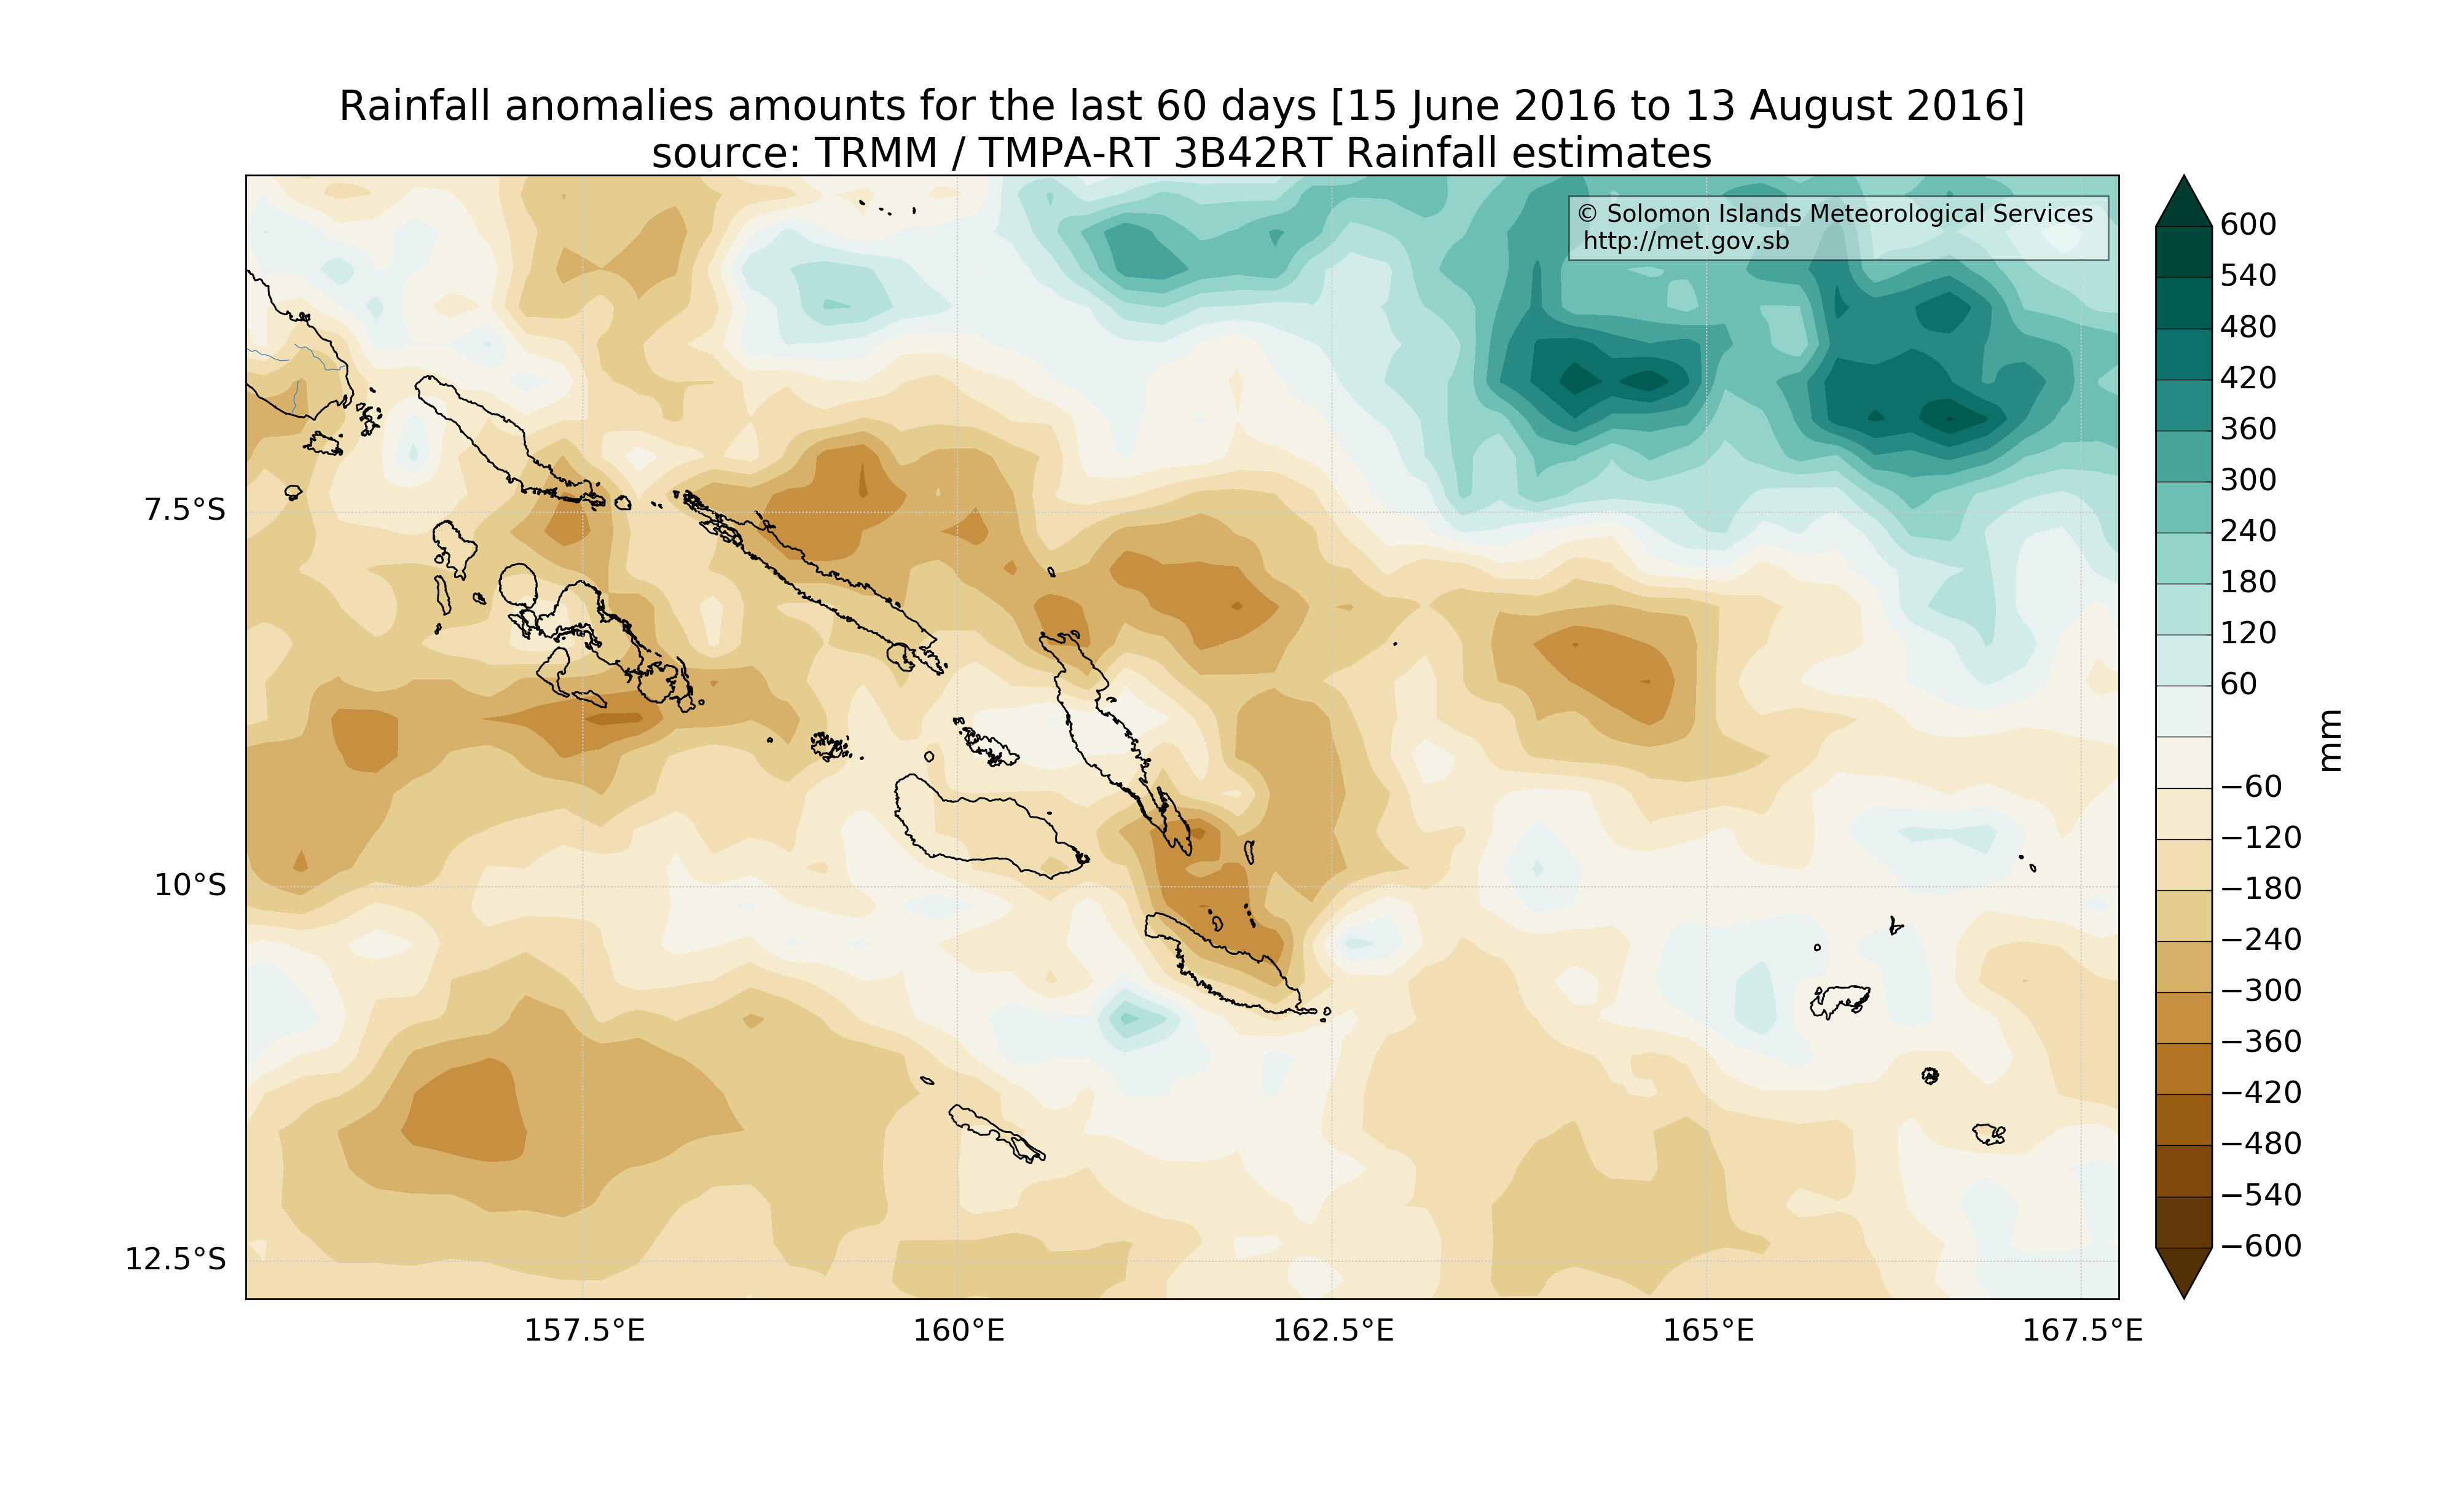 Rainfall anomalies amounts for the last 60 days [15 June 2016 to 13 August 2016]
source: TRMM / TMPA-RT 3B42RT Rainfall estimates
© Solomon Islands Meteorological Services
http://met.gov.sb
7.5°S
10°S
12.5°S
157.5°E
160°E
162.5°E
165°E
167.5°E
600
540
480
420
360
300
240
180
120
60
−60
−120
−180
−240
−300
−360
−420
−480
−540
−600
mm